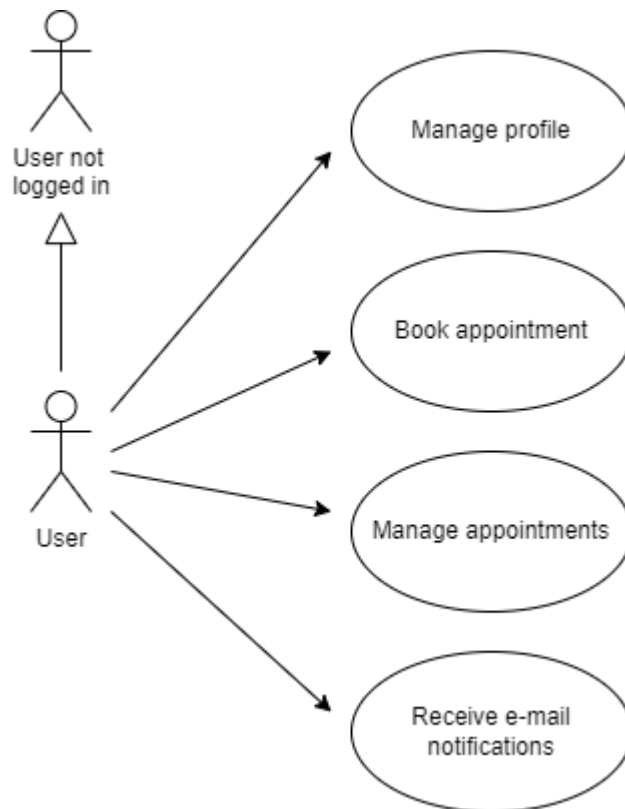 User not
logged in
User
Manage profile
Book appointment
Manage appointments
Receive e-mail
notifications